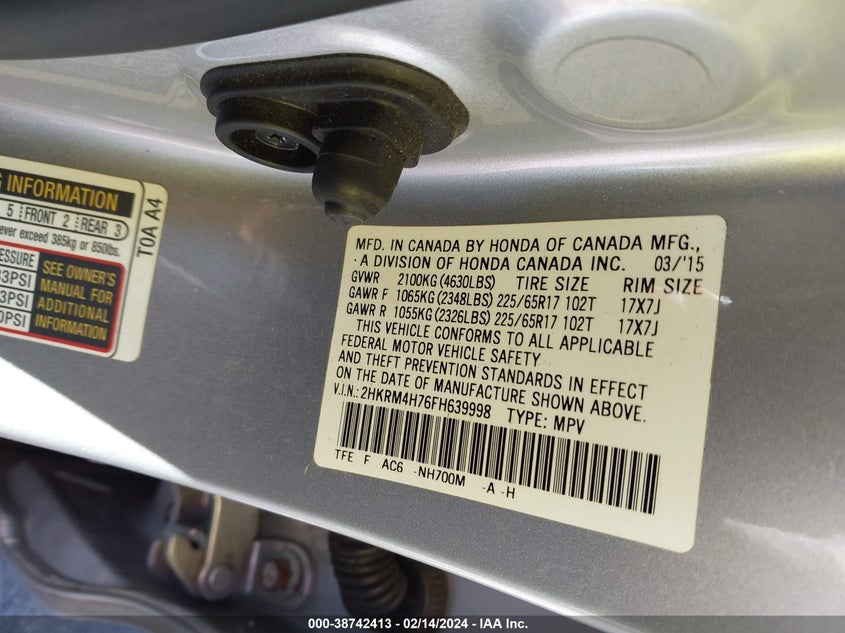 G INFORMATION
5 FRONT 2 REAR 3
ever exceed 385kg or 850lbs.
PRESSURE
3PSI
3PSI
0PSI
SEE OWNER'S
MANUAL FOR
ADDITIONAL
INFORMATION
T0A A4
MFD. IN CANADA BY HONDA OF CANADA MFG.,
A DIVISION OF HONDA CANADA INC. 03/'15
GVWR 2100KG(4630LBS) TIRE SIZE RIM SIZE
GAWR F 1065KG(2348LBS) 225/65R17 102T 17X7J
GAWR R 1055KG(2326LBS) 225/65R17 102T 17X7J
THIS VEHICLE CONFORMS TO ALL APPLICABLE
FEDERAL MOTOR VEHICLE SAFETY
AND THEFT PREVENTION STANDARDS IN EFFECT
ON THE DATE OF MANUFACTURE SHOWN ABOVE.
V.I.N.: 2HKRM4H76FH639998 TYPE: MPV
TFE F AC6 -NH700M -A -H
000-38742413 - 02/14/2024 - IAA Inc.